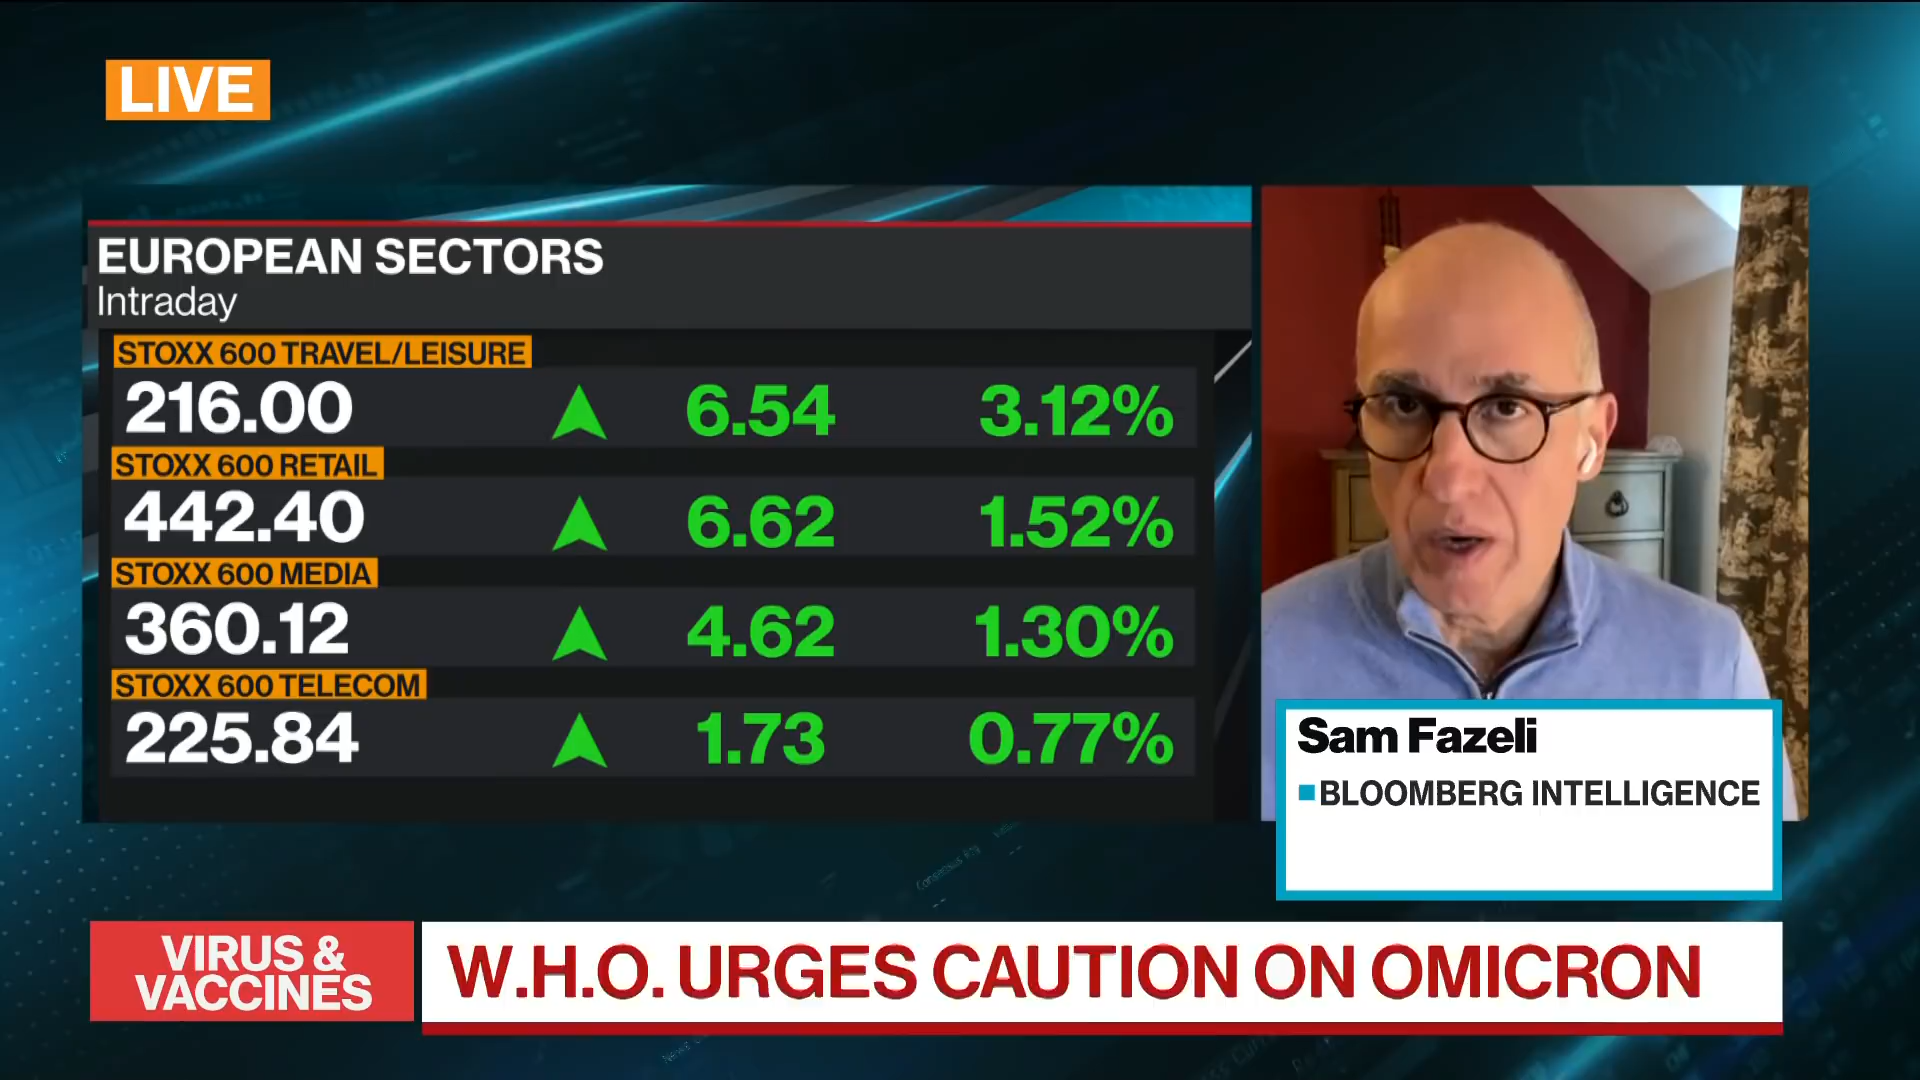 LIVE
EUROPEAN SECTORS
Intraday
STOXX 600 TRAVEL/LEISURE
216.00 6.54 3.12%
STOXX 600 RETAIL
442.40 6.62 1.52%
STOXX 600 MEDIA
360.12 4.62 1.30%
STOXX 600 TELECOM
225.84 1.73 0.77%
Sam Fazeli
BLOOMBERG INTELLIGENCE
VIRUS &
VACCINES
W.H.O. URGES CAUTION ON OMICRON